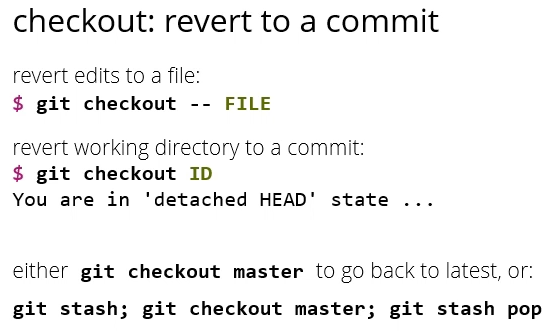 checkout: revert to a commit
revert edits to a file:
$ git checkout -- FILE
revert working directory to a commit:
$ git checkout ID
You are in 'detached HEAD' state ...
either git checkout master to go back to latest, or:
git stash; git checkout master; git stash pop